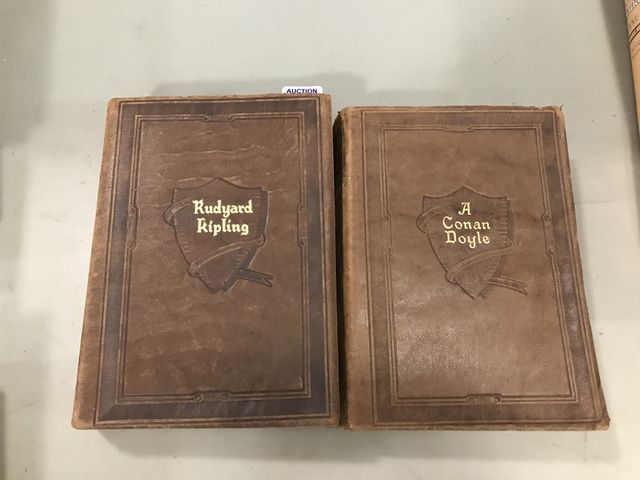 AUCTION
Rudyard
Kipling
A
Conan
Doyle